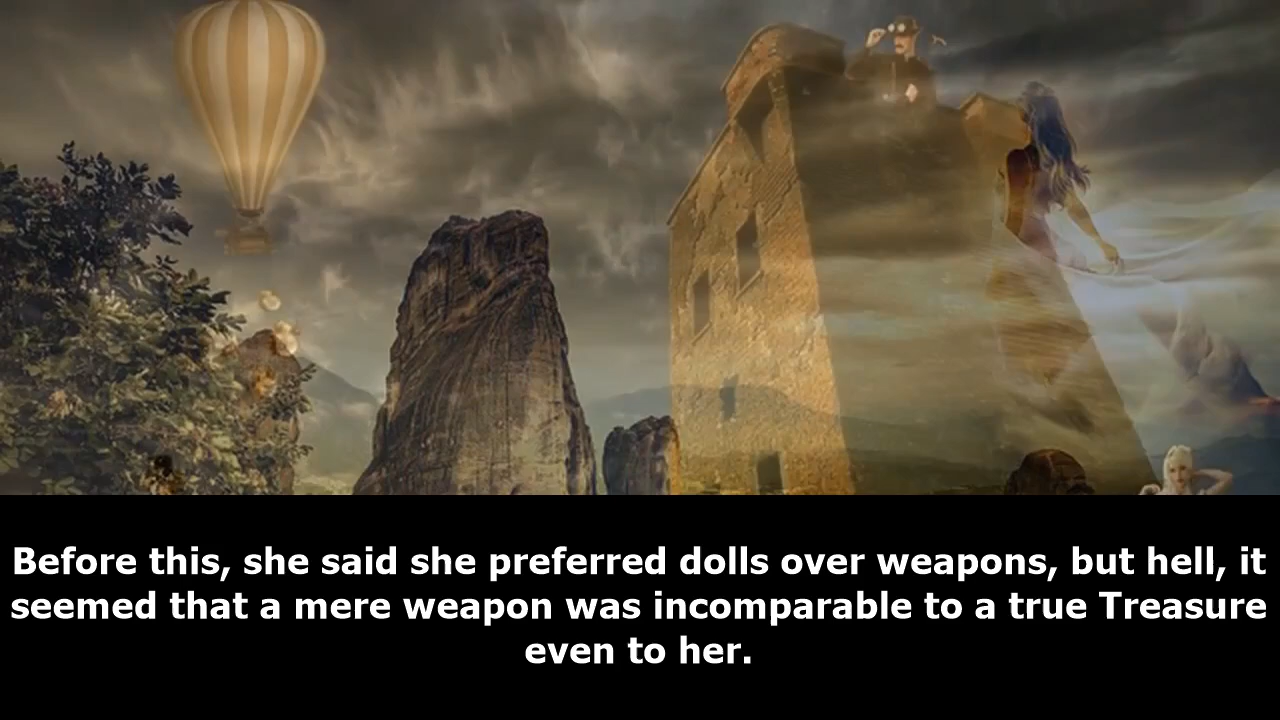 Before this, she said she preferred dolls over weapons, but hell, it
seemed that a mere weapon was incomparable to a true Treasure
even to her.